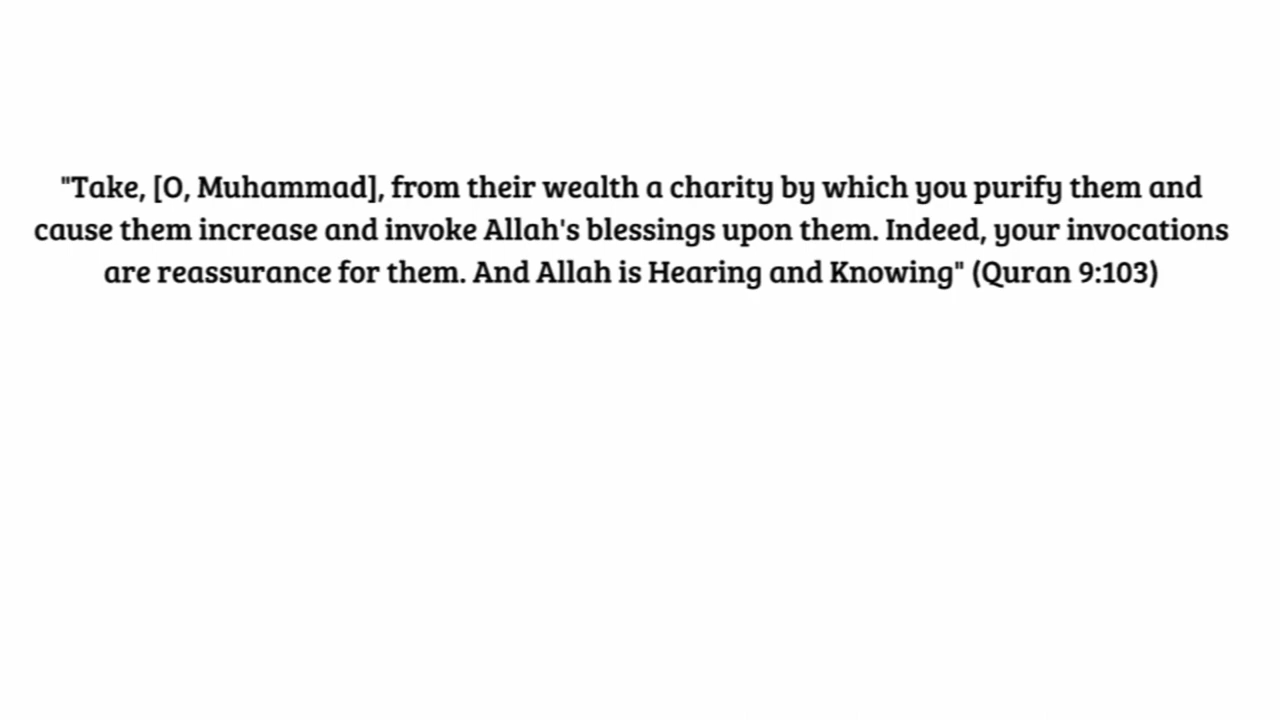 "Take, [O, Muhammad], from their wealth a charity by which you purify them and
cause them increase and invoke Allah's blessings upon them. Indeed, your invocations
are reassurance for them. And Allah is Hearing and Knowing" (Quran 9:103)